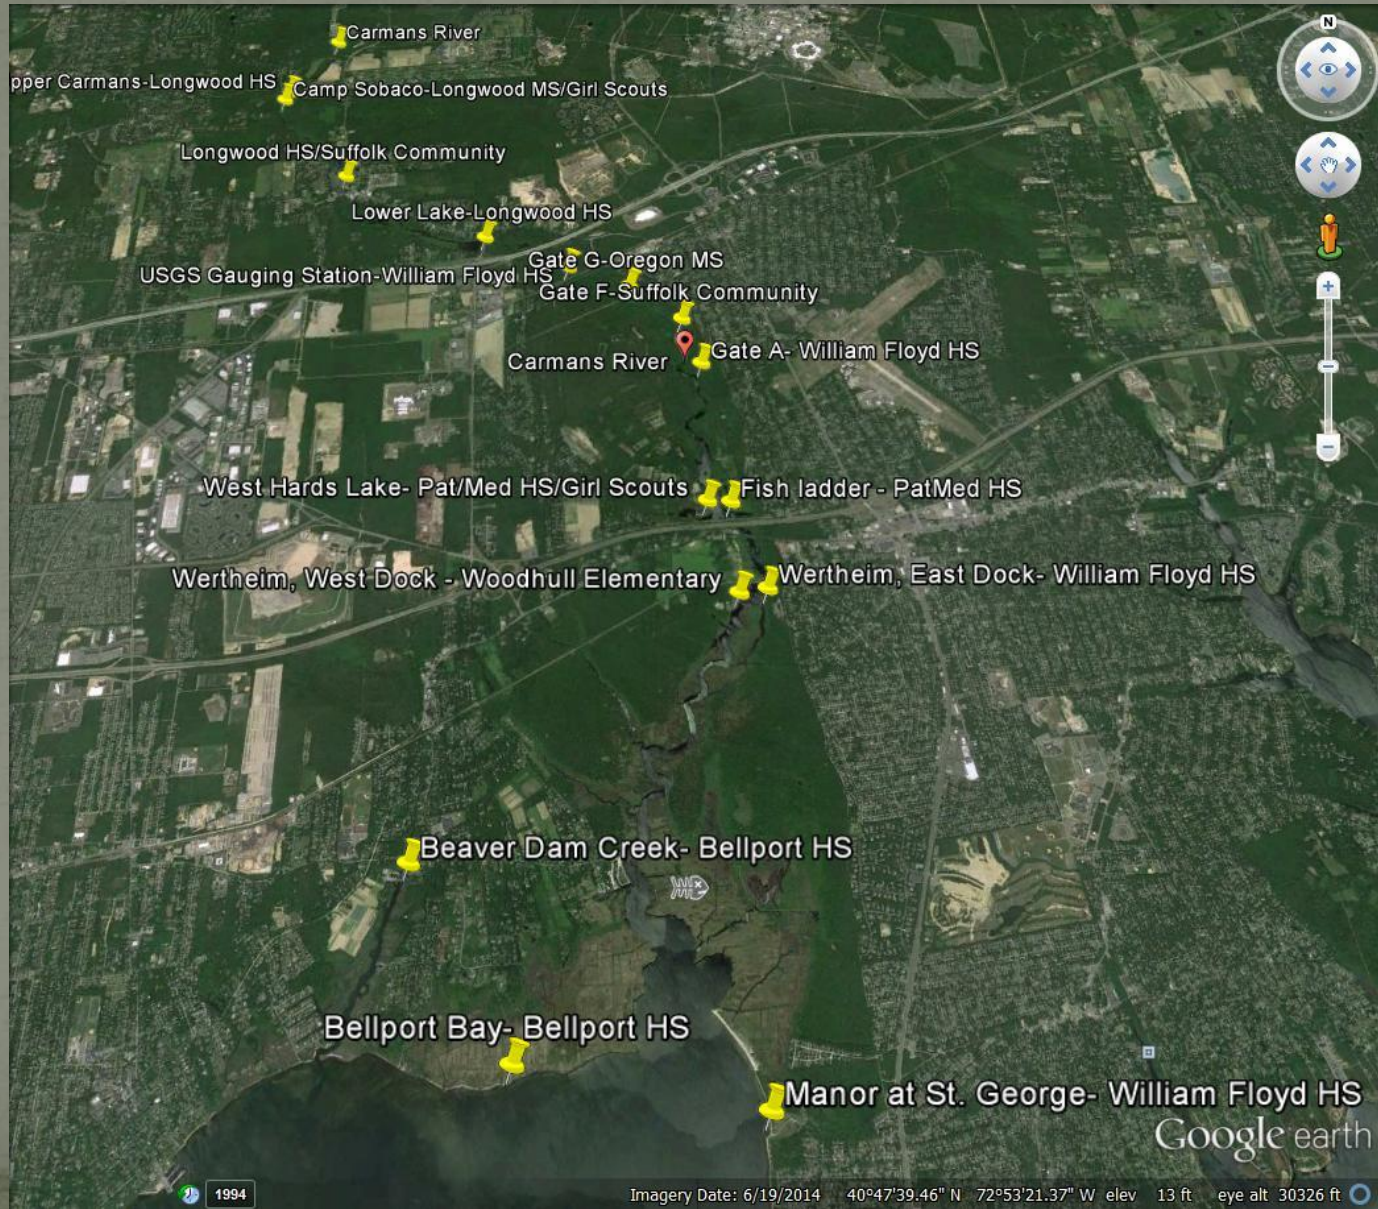 N
Carmans River
pper Carmans-Longwood HS
Camp Sobaco-Longwood MS/Girl Scouts
Longwood HS/Suffolk Community
Lower Lake-Longwood HS
Gate G-Oregon MS
USGS Gauging Station-William Floyd HS
Gate F-Suffolk Community
Gate A- William Floyd HS
Carmans River
West Hards Lake- Pat/Med HS/Girl Scouts
Fish ladder - PatMed HS
Wertheim, West Dock - Woodhull Elementary
Wertheim, East Dock- William Floyd HS
Beaver Dam Creek- Bellport HS
Bellport Bay- Bellport HS
Manor at St. George- William Floyd HS
Google earth
1994
Imagery Date: 6/19/2014 40°47'39.46" N 72°53'21.37" W elev 13 ft eye alt 30326 ft